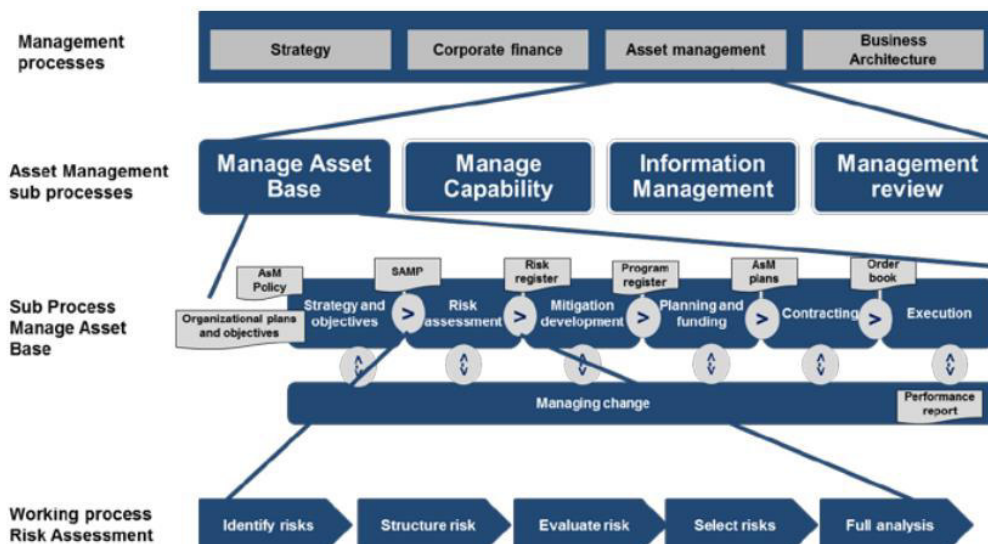 Management
processes
Strategy
Corporate finance
Asset management
Business
Architecture
Asset Management
sub processes
Manage Asset
Base
Manage
Capability
Information
Management
Management
review
Sub Process
Manage Asset
Base
AsM
Policy
SAMP
Risk
register
Program
register
AsM
plans
Order
book
Organizational plans
and objectives
Strategy and
objectives
>
Risk
assessment
>
Mitigation
development
>
Planning and
funding
>
Contracting
>
Execution
Managing change
Performance
report
Working process
Risk Assessment
Identify risks
Structure risk
Evaluate risk
Select risks
Full analysis